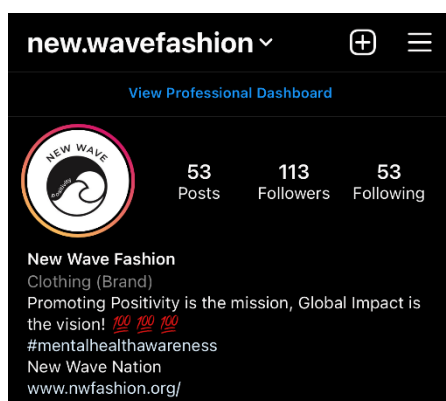 new.wavefashion
View Professional Dashboard
NEW WAVE
Positivity
53
Posts
113
Followers
53
Following
New Wave Fashion
Clothing (Brand)
Promoting Positivity is the mission, Global Impact is
the vision! 💯 💯 💯
#mentalhealthawareness
New Wave Nation
www.nwfashion.org/